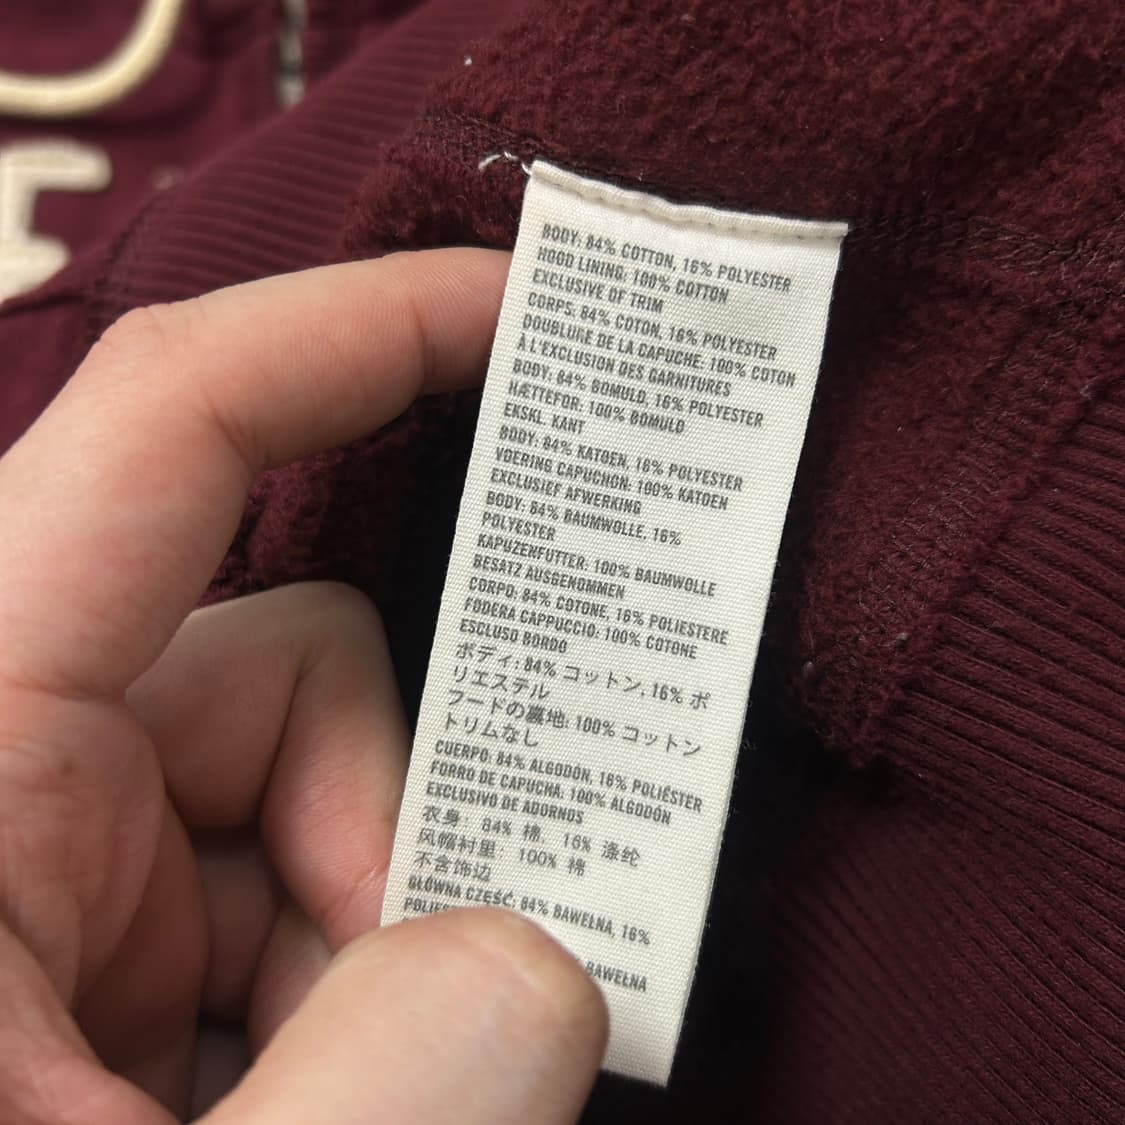 BODY: 84% COTTON, 16% POLYESTER
HOOD LINING: 100% COTTON
EXCLUSIVE OF TRIM
CORPS: 84% COTON, 16% POLYESTER
DOUBLURE DE LA CAPUCHE: 100% COTON
À L'EXCLUSION DES GARNITURES
BODY: 84% BOMULD, 16% POLYESTER
HÆTTEFOR: 100% BOMULD
EKSKL. KANT
BODY: 84% KATOEN, 16% POLYESTER
VOERING CAPUCHON: 100% KATOEN
EXCLUSIEF AFWERKING
BODY: 84% BAUMWOLLE, 16%
POLYESTER
KAPUZENFUTTER: 100% BAUMWOLLE
BESATZ AUSGENOMMEN
CORPO: 84% COTONE, 16% POLIESTERE
FODERA CAPPUCCIO: 100% COTONE
ESCLUSO BORDO
ボディ: 84% コットン, 16% ポ
リエステル
フードの裏地: 100% コットン
トリムなし
CUERPO: 84% ALGODÓN, 16% POLIÉSTER
FORRO DE CAPUCHA: 100% ALGODÓN
EXCLUSIVO DE ADORNOS
衣身: 84% 棉, 16% 涤纶
风帽衬里: 100% 棉
不含饰边
GŁÓWNA CZĘŚĆ: 84% BAWEŁNA, 16%
BAWEŁNA